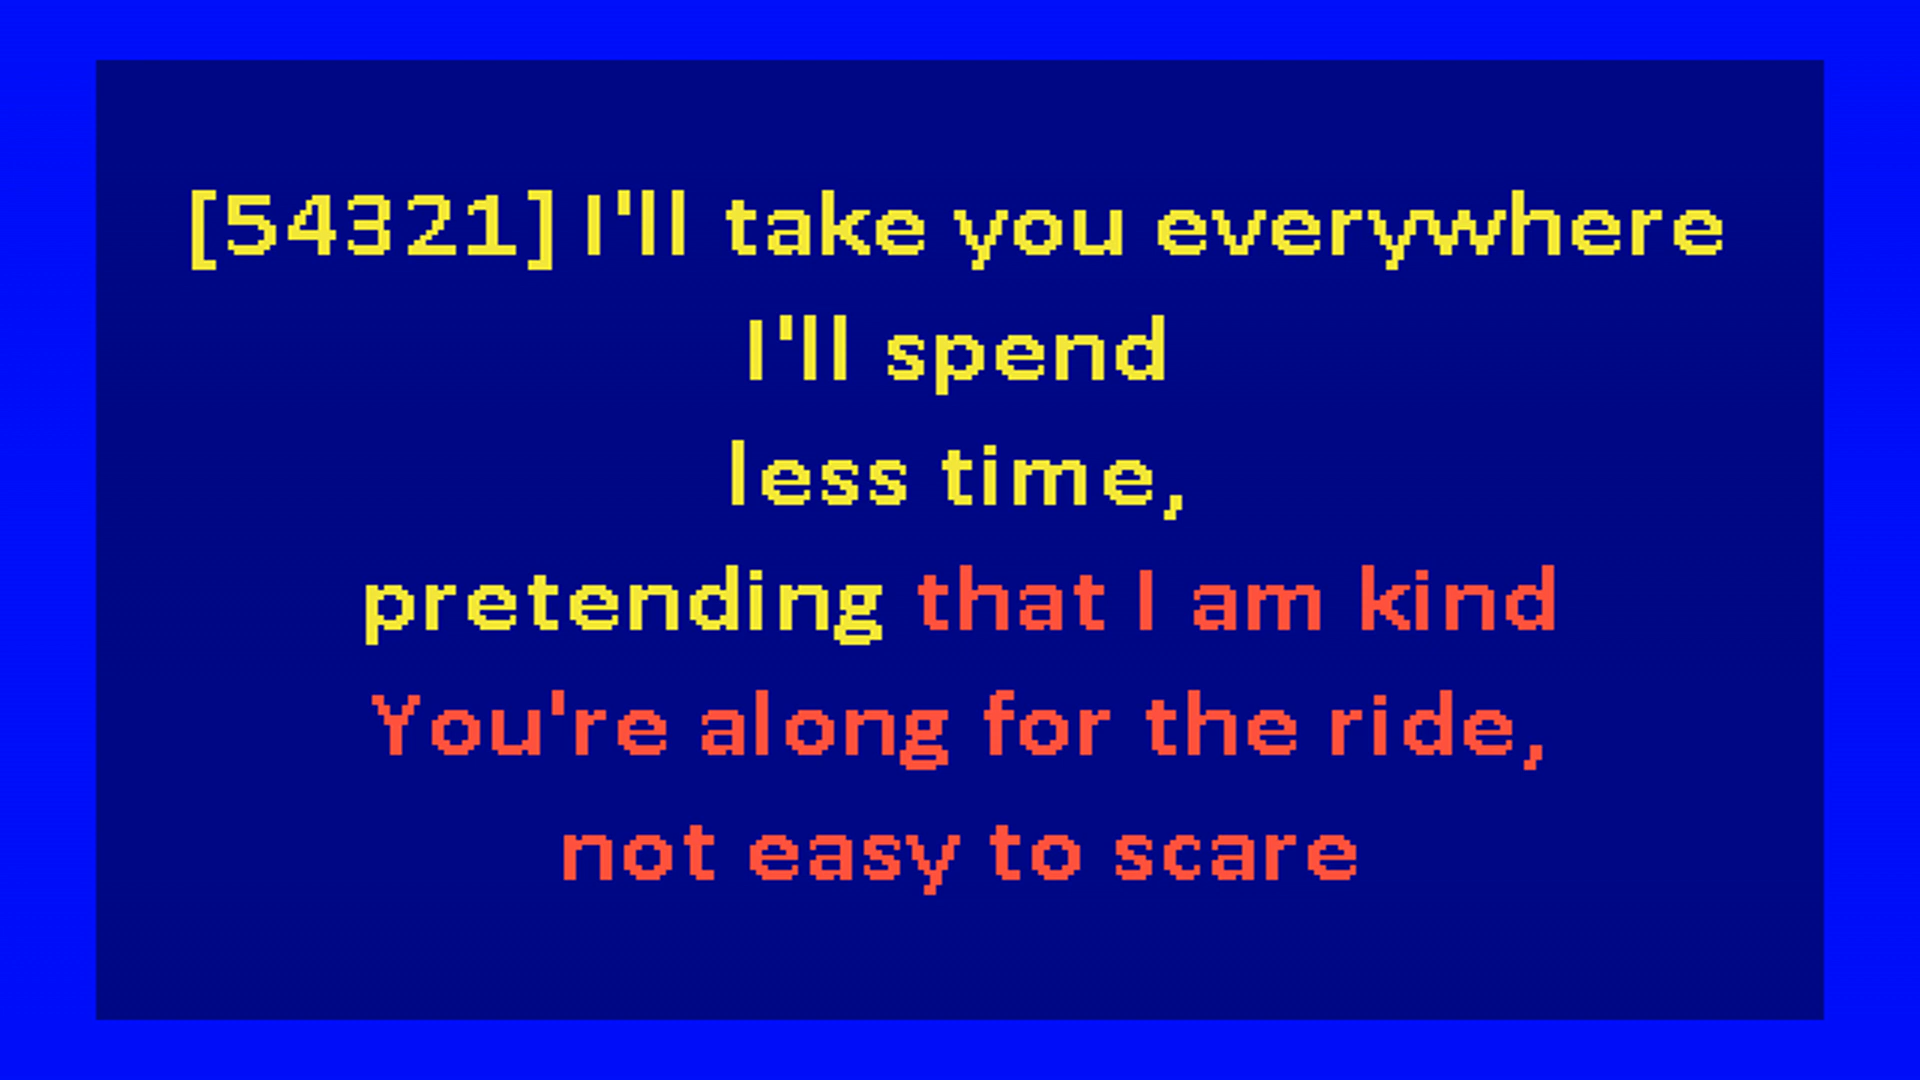 [54321] I'll take you everywhere
I'll spend
less time,
pretending that I am kind
You're along for the ride,
not easy to scare